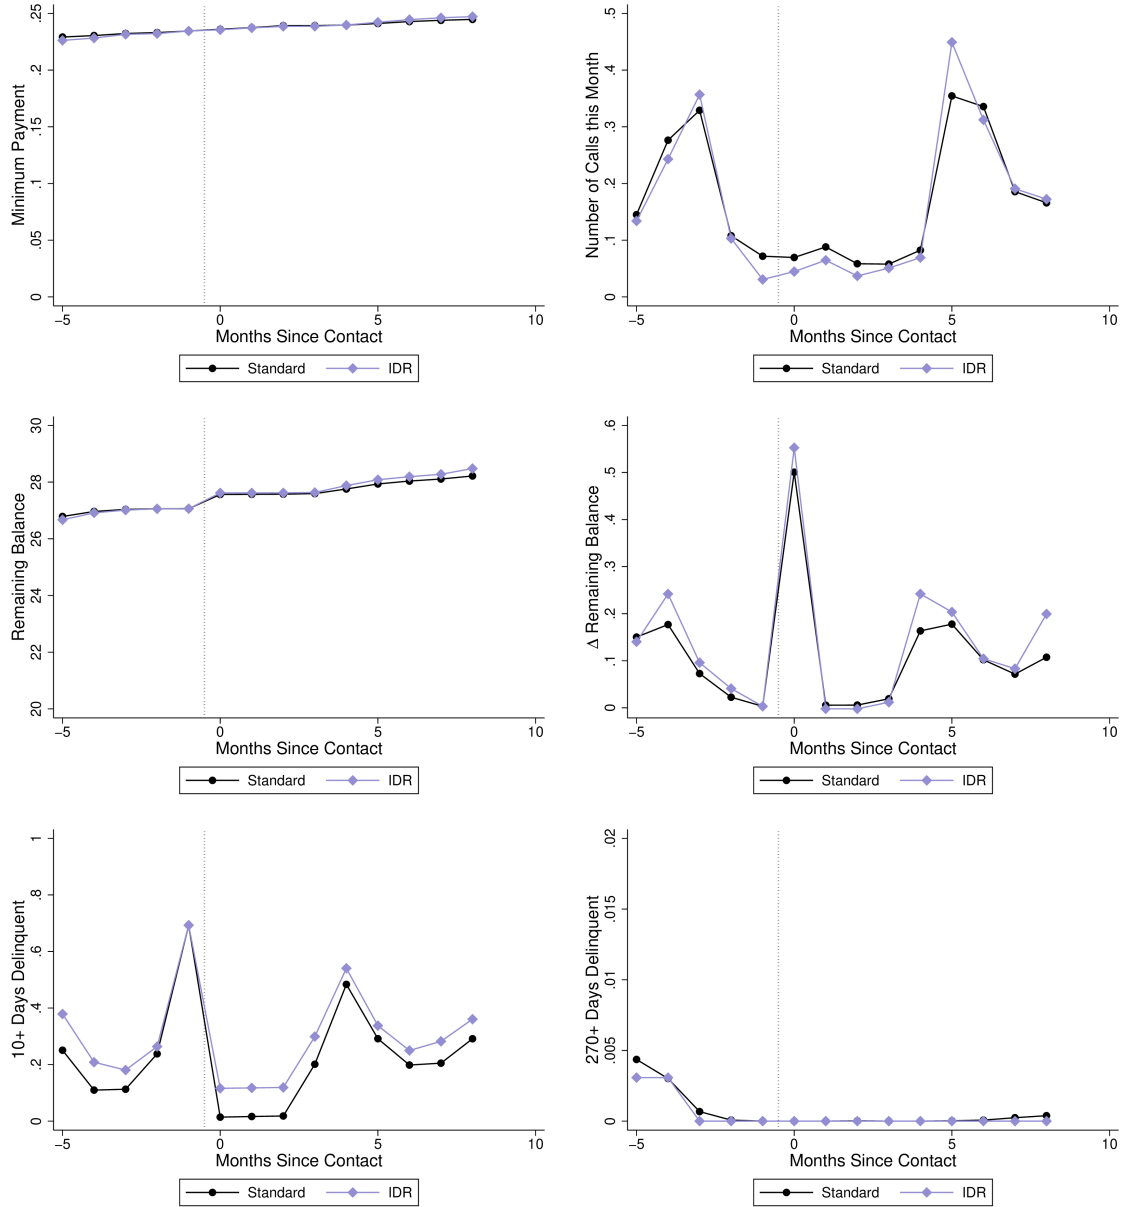 Minimum Payment
.25
.2
.15
.1
.05
0
−5 0 5 10
Months Since Contact
Standard IDR
Number of Calls this Month
.5
.4
.3
.2
.1
0
−5 0 5 10
Months Since Contact
Standard IDR
Remaining Balance
30
28
26
24
22
20
−5 0 5 10
Months Since Contact
Standard IDR
Δ Remaining Balance
.6
.5
.4
.3
.2
.1
0
−5 0 5 10
Months Since Contact
Standard IDR
10+ Days Delinquent
1
.8
.6
.4
.2
0
−5 0 5 10
Months Since Contact
Standard IDR
270+ Days Delinquent
.02
.015
.01
.005
0
−5 0 5 10
Months Since Contact
Standard IDR